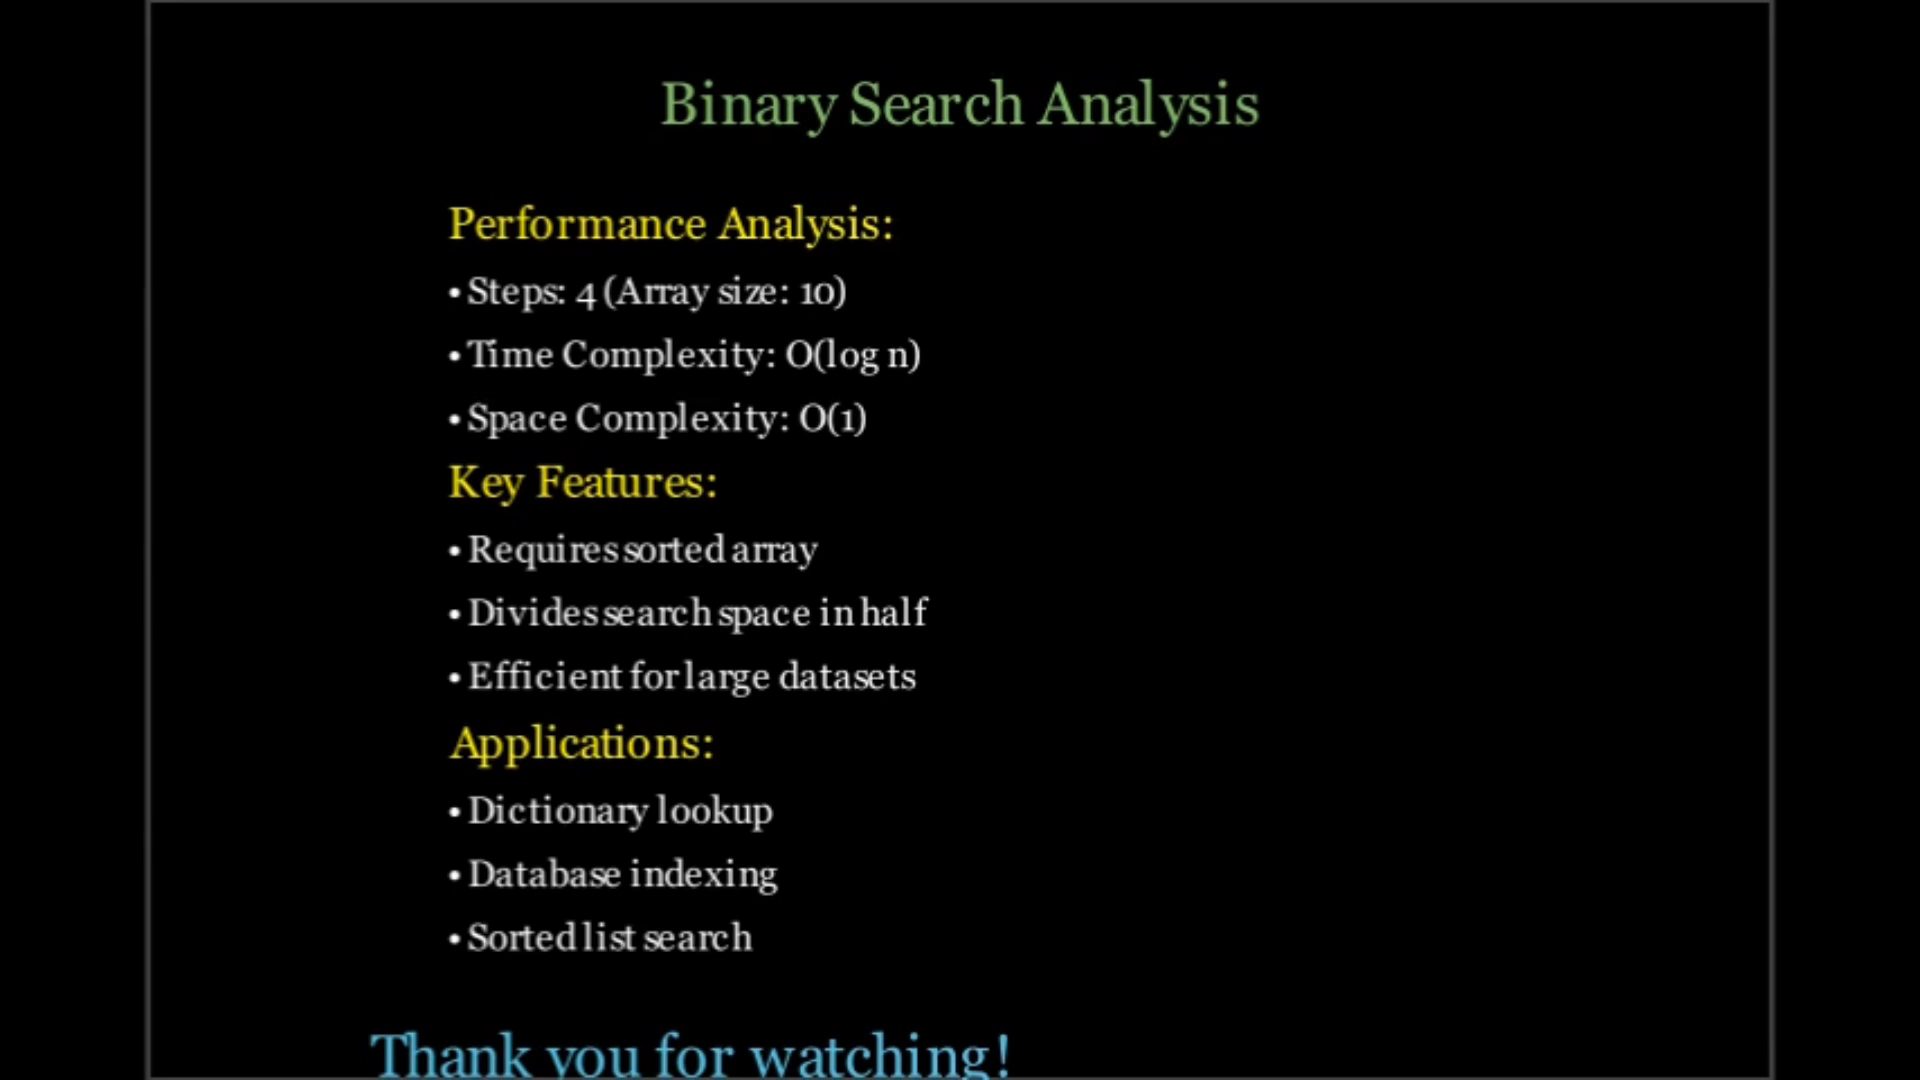 Binary Search Analysis
Performance Analysis:
• Steps: 4 (Array size: 10)
• Time Complexity: O(log n)
• Space Complexity: O(1)
Key Features:
• Requires sorted array
• Divides search space in half
• Efficient for large datasets
Applications:
• Dictionary lookup
• Database indexing
• Sorted list search
Thank you for watching!